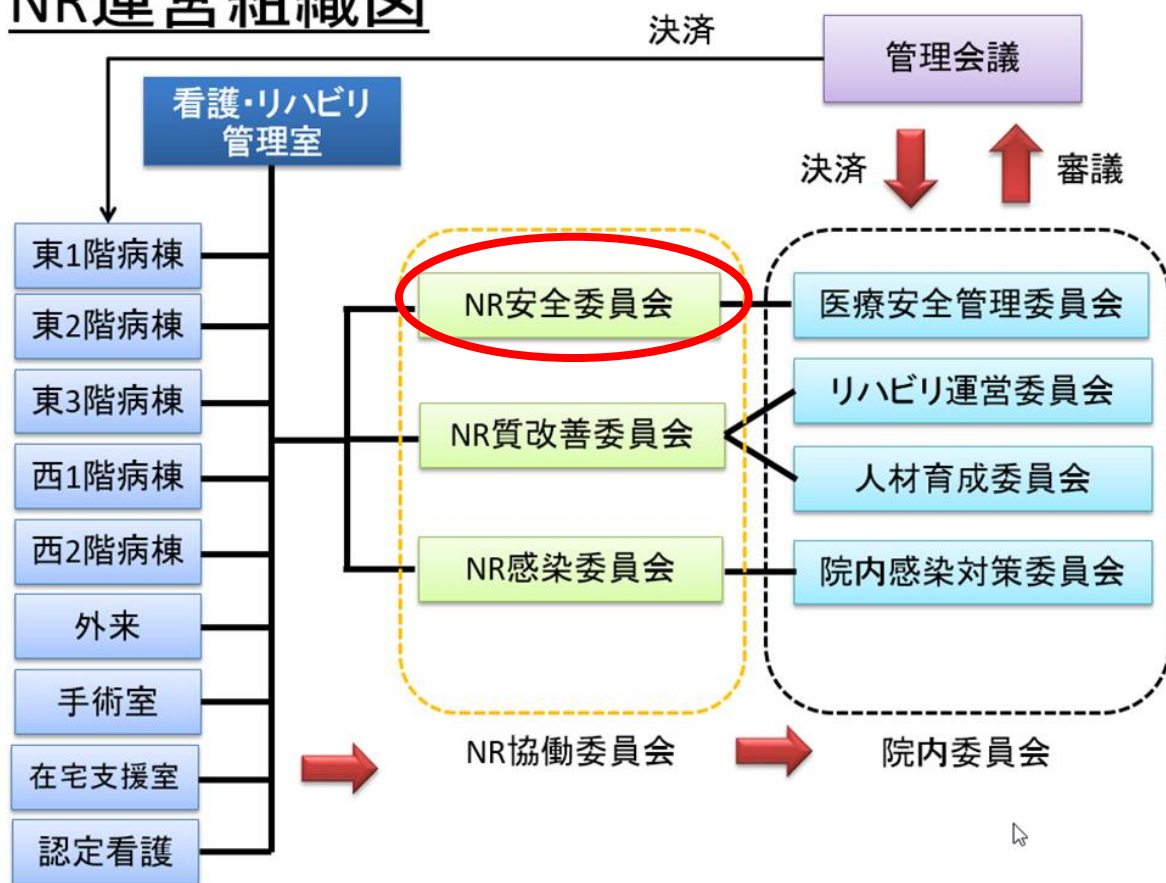 NR運営組織図
決済
管理会議
看護・リハビリ
管理室
決済
審議
東1階病棟
東2階病棟
東3階病棟
西1階病棟
西2階病棟
外来
手術室
在宅支援室
認定看護
NR安全委員会
NR質改善委員会
NR感染委員会
NR協働委員会
医療安全管理委員会
リハビリ運営委員会
人材育成委員会
院内感染対策委員会
院内委員会